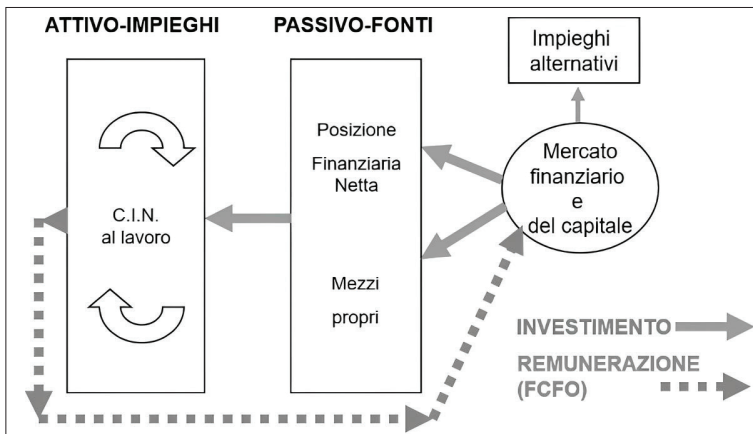 ATTIVO-IMPIEGHI
PASSIVO-FONTI
Impieghi
alternativi
Posizione
Finanziaria
Netta
Mercato
finanziario
e
del capitale
C.I.N.
al lavoro
Mezzi
propri
INVESTIMENTO
REMUNERAZIONE
(FCFO)